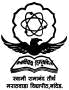 स्वामी रामानंद तीर्थ
मराठवाडा विद्यापीठ, नांदेड.